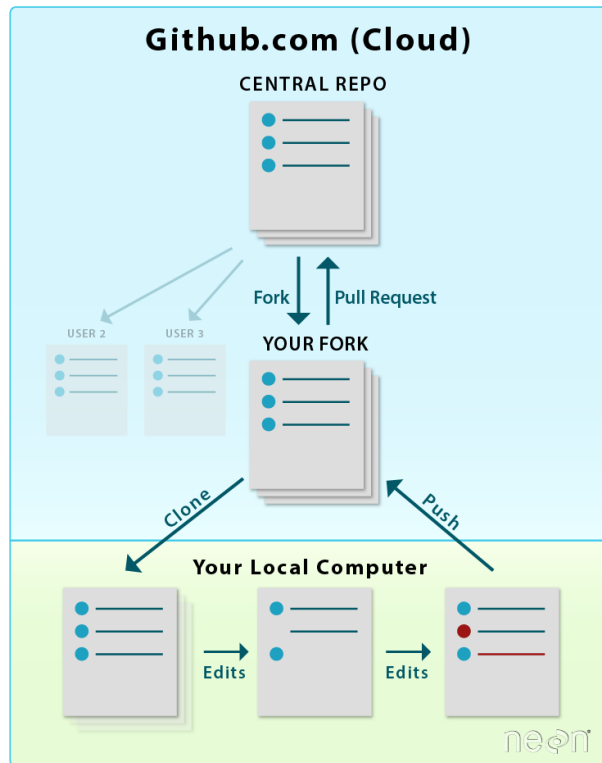 Github.com (Cloud)
CENTRAL REPO
Fork
Pull Request
USER 2
USER 3
YOUR FORK
Clone
Push
Your Local Computer
Edits
Edits
neon